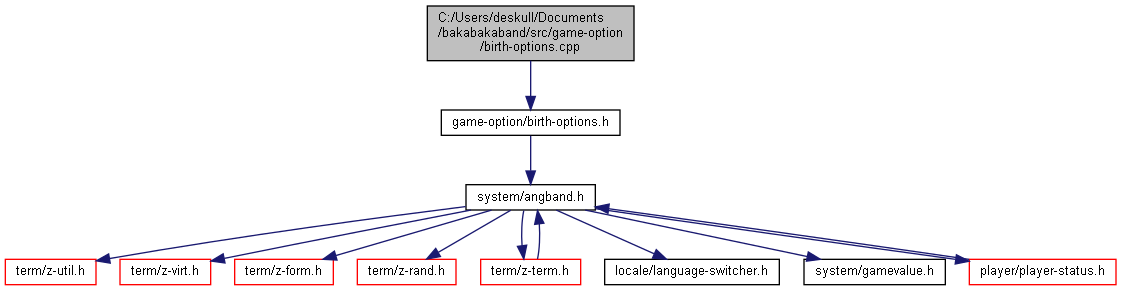 C:/Users/deskull/Documents
/bakabakaband/src/game-option
/birth-options.cpp
game-option/birth-options.h
system/angband.h
term/z-util.h
term/z-virt.h
term/z-form.h
term/z-rand.h
term/z-term.h
locale/language-switcher.h
system/gamevalue.h
player/player-status.h